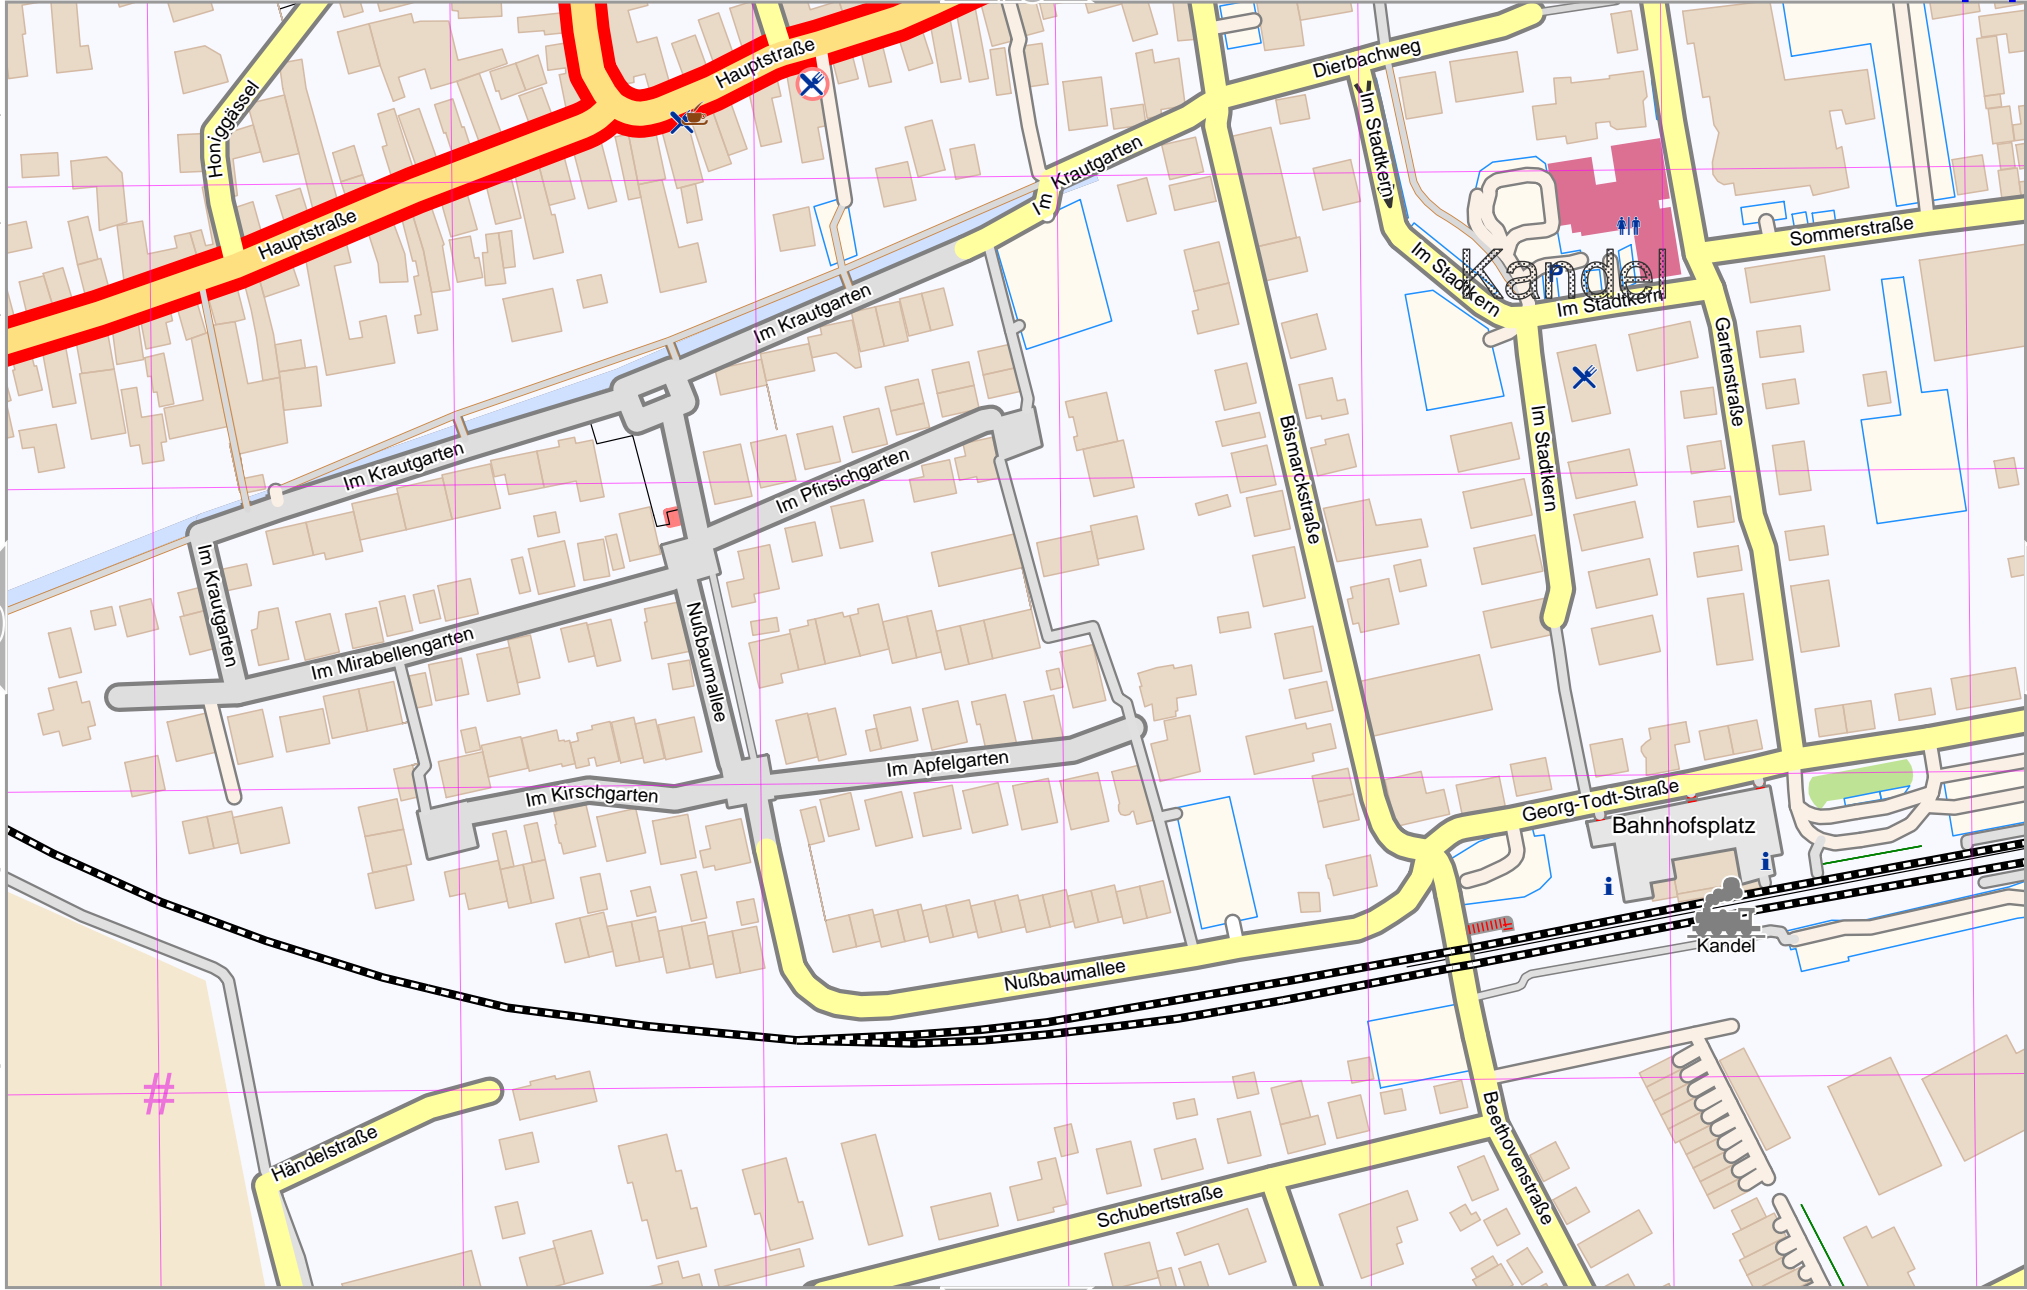 Hauptstraße
Dierbachweg
Honiggässel
Im Stadtkern
Im Krautgarten
Hauptstraße
Sommerstraße
Im Stadtkern
Kandel
P
Im Stadtkern
Im Krautgarten
Gartenstraße
Im Stadtkern
Bismarckstraße
Im Krautgarten
Im Pfirsichgarten
Im Krautgarten
Im Mirabellengarten
Nußbaumallee
Im Apfelgarten
Im Kirschgarten
Georg-Todt-Straße
Bahnhofsplatz
i
i
Kandel
Nußbaumallee
#
Händelstraße
Beethovenstraße
Schubertstraße